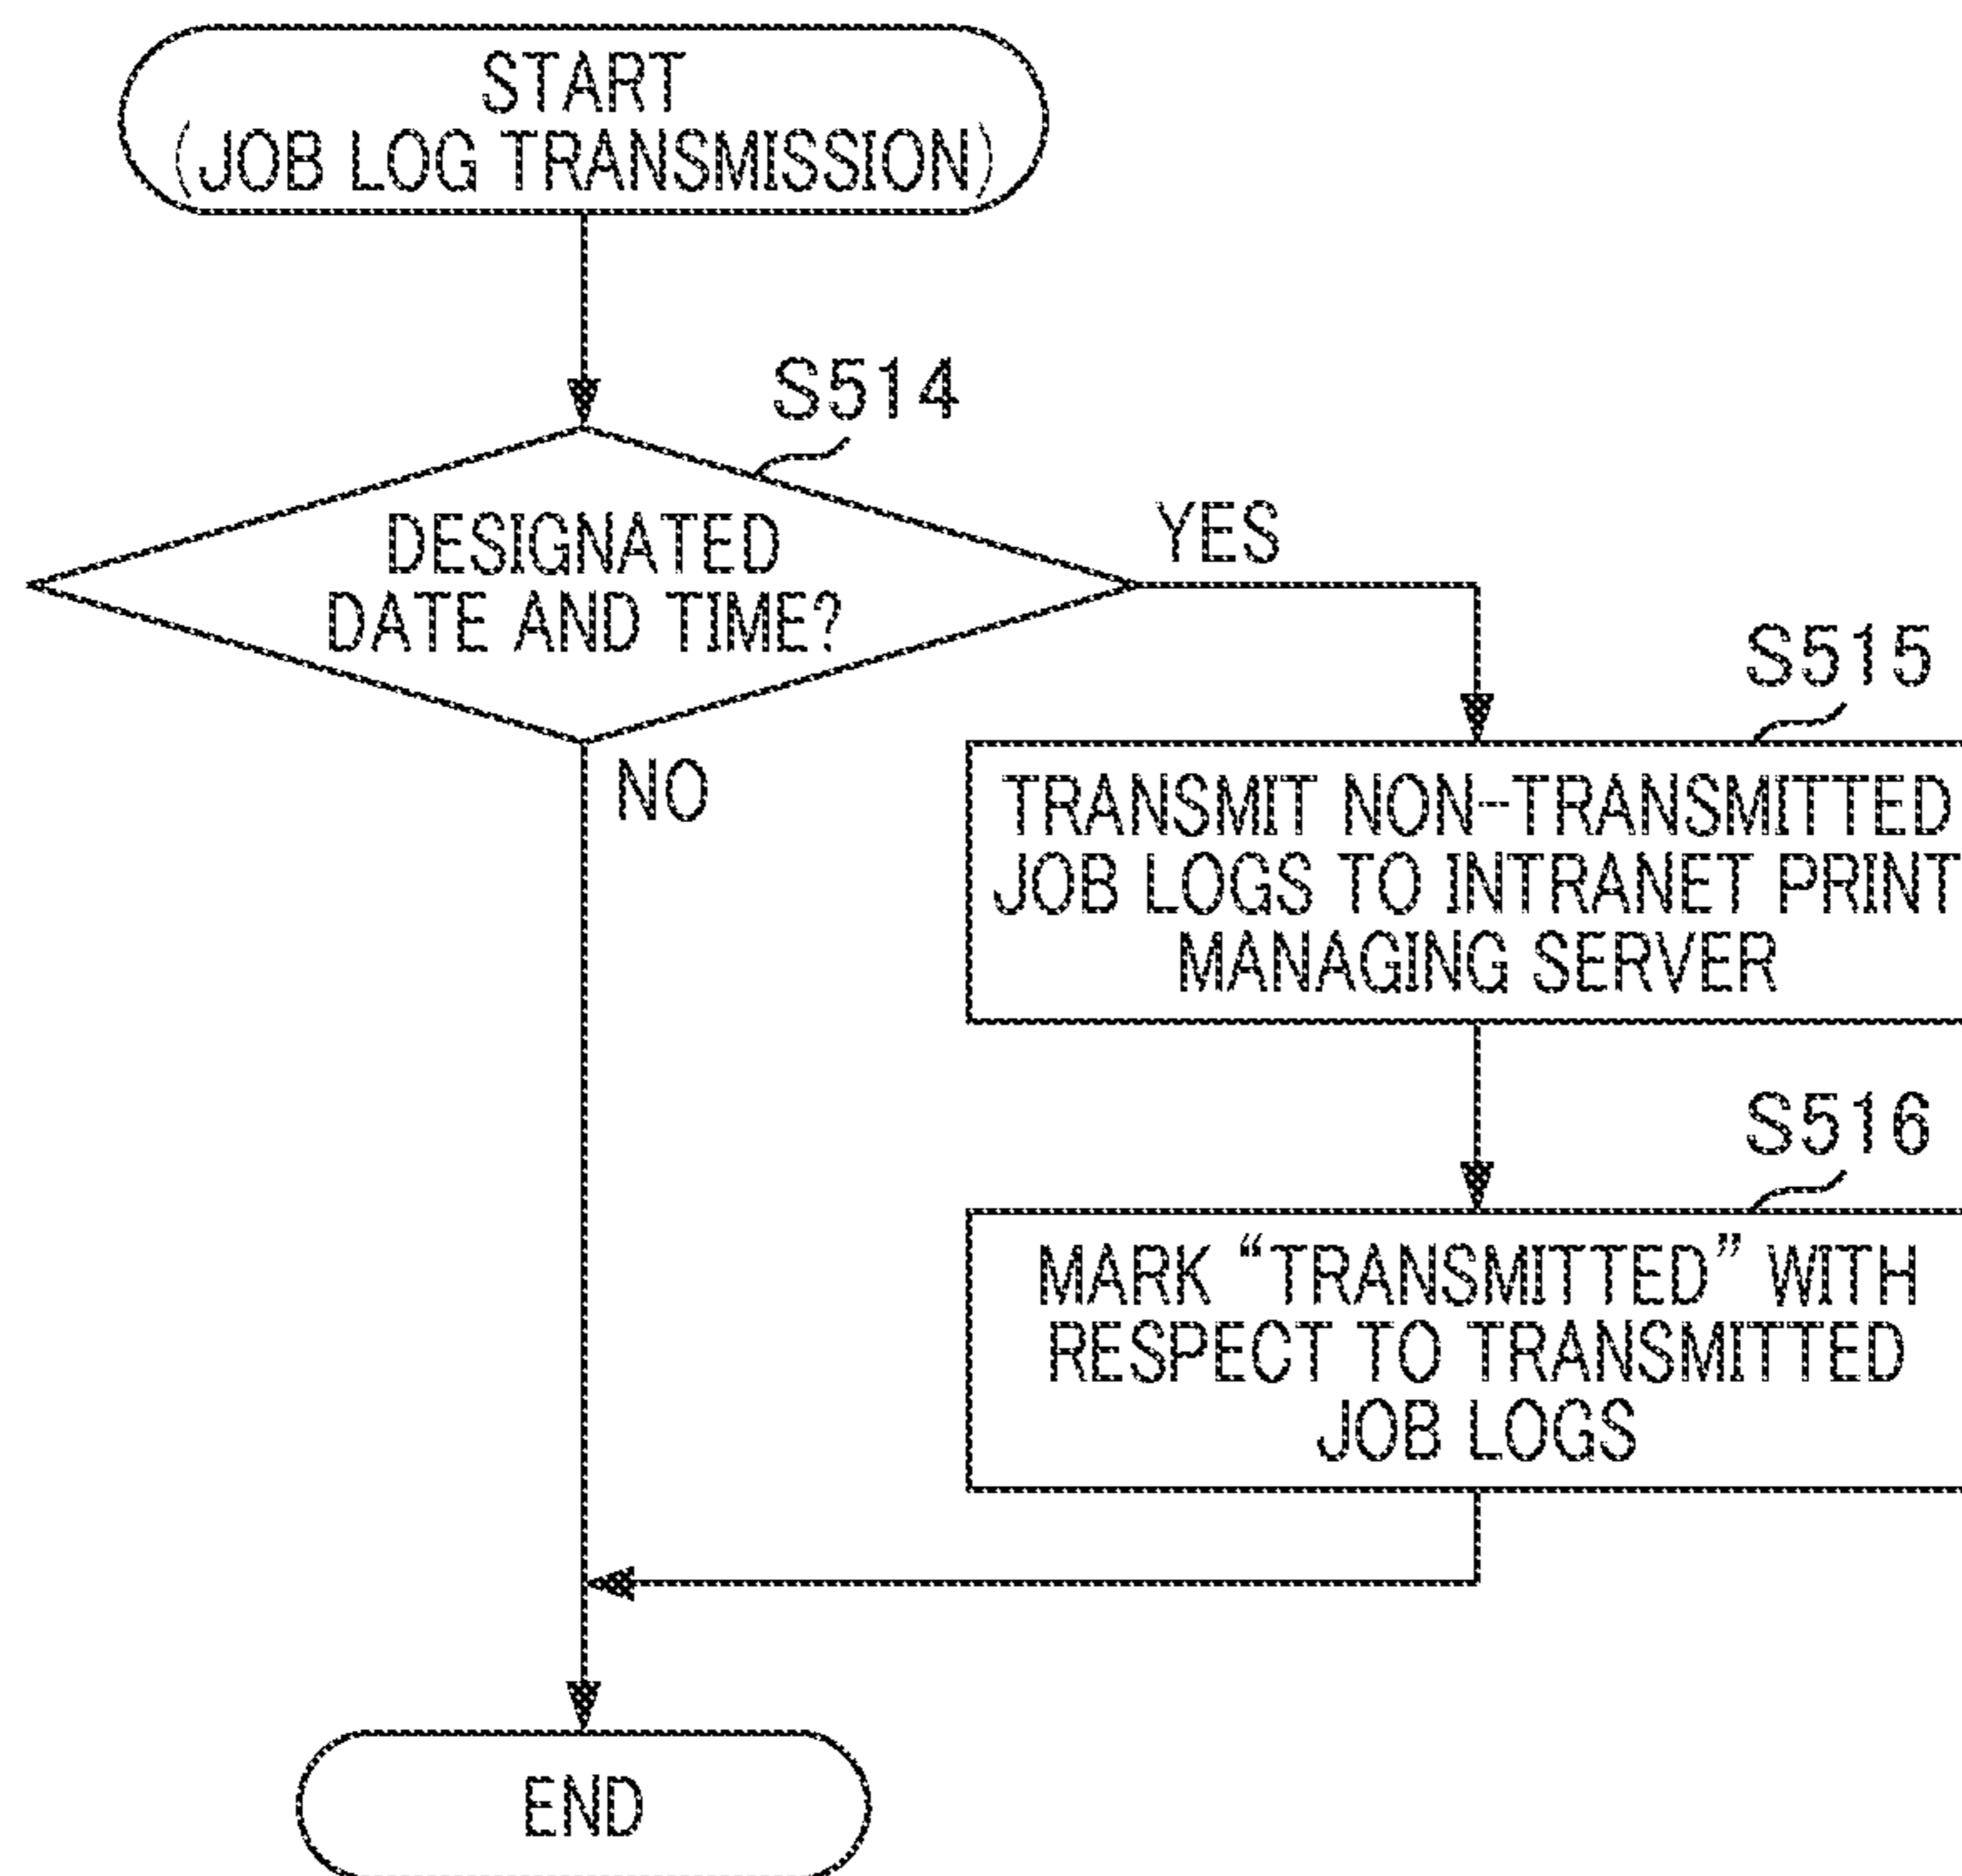 START
(JOB LOG TRANSMISSION)
S514
DESIGNATED
DATE AND TIME?
YES
NO
S515
TRANSMIT NON-TRANSMITTED
JOB LOGS TO INTRANET PRINT
MANAGING SERVER
S516
MARK “TRANSMITTED” WITH
RESPECT TO TRANSMITTED
JOB LOGS
END